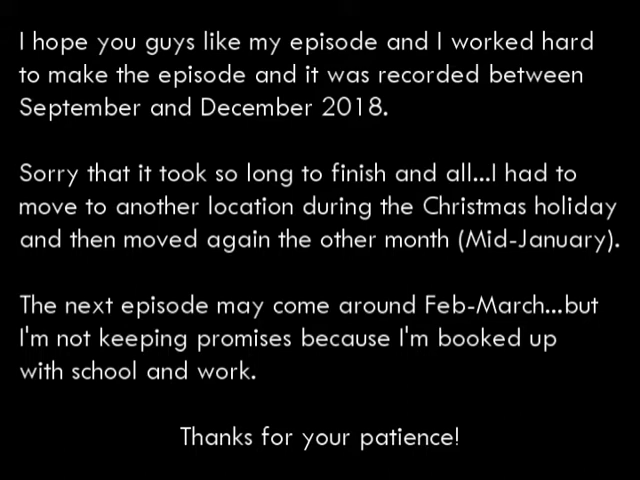 I hope you guys like my episode and I worked hard
to make the episode and it was recorded between
September and December 2018.
Sorry that it took so long to finish and all...I had to
move to another location during the Christmas holiday
and then moved again the other month (Mid-January).
The next episode may come around Feb-March...but
I'm not keeping promises because I'm booked up
with school and work.
Thanks for your patience!